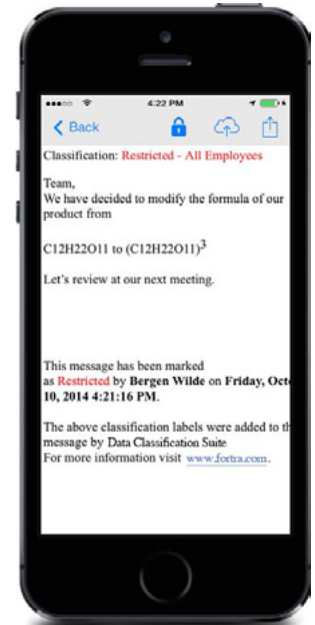 4:22 PM
Back
Classification: Restricted - All Employees
Team,
We have decided to modify the formula of our
product from
C12H22O11 to (C12H22O11)3
Let's review at our next meeting.
This message has been marked
as Restricted by Bergen Wilde on Friday, Octo
10, 2014 4:21:16 PM.
The above classification labels were added to th
message by Data Classification Suite
For more information visit www.fortra.com.